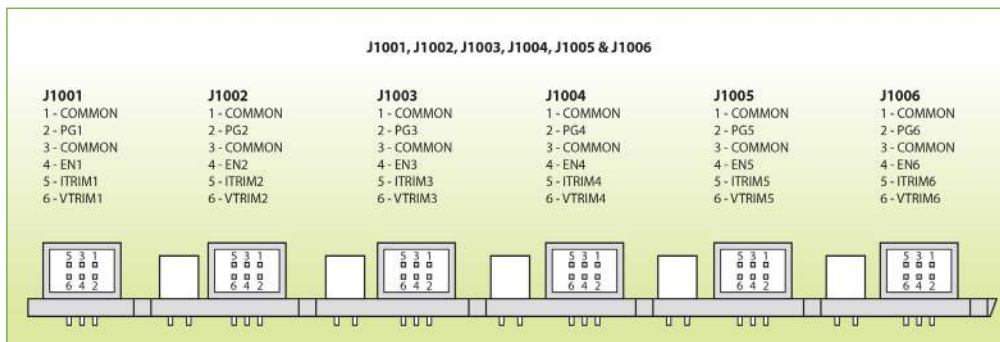 J1001, J1002, J1003, J1004, J1005 & J1006
J1001
1 - COMMON
2 - PG1
3 - COMMON
4 - EN1
5 - ITRIM1
6 - VTRIM1
J1002
1 - COMMON
2 - PG2
3 - COMMON
4 - EN2
5 - ITRIM2
6 - VTRIM2
J1003
1 - COMMON
2 - PG3
3 - COMMON
4 - EN3
5 - ITRIM3
6 - VTRIM3
J1004
1 - COMMON
2 - PG4
3 - COMMON
4 - EN4
5 - ITRIM4
6 - VTRIM4
J1005
1 - COMMON
2 - PG5
3 - COMMON
4 - EN5
5 - ITRIM5
6 - VTRIM5
J1006
1 - COMMON
2 - PG6
3 - COMMON
4 - EN6
5 - ITRIM6
6 - VTRIM6
5 3 1
6 4 2
5 3 1
6 4 2
5 3 1
6 4 2
5 3 1
6 4 2
5 3 1
6 4 2
5 3 1
6 4 2